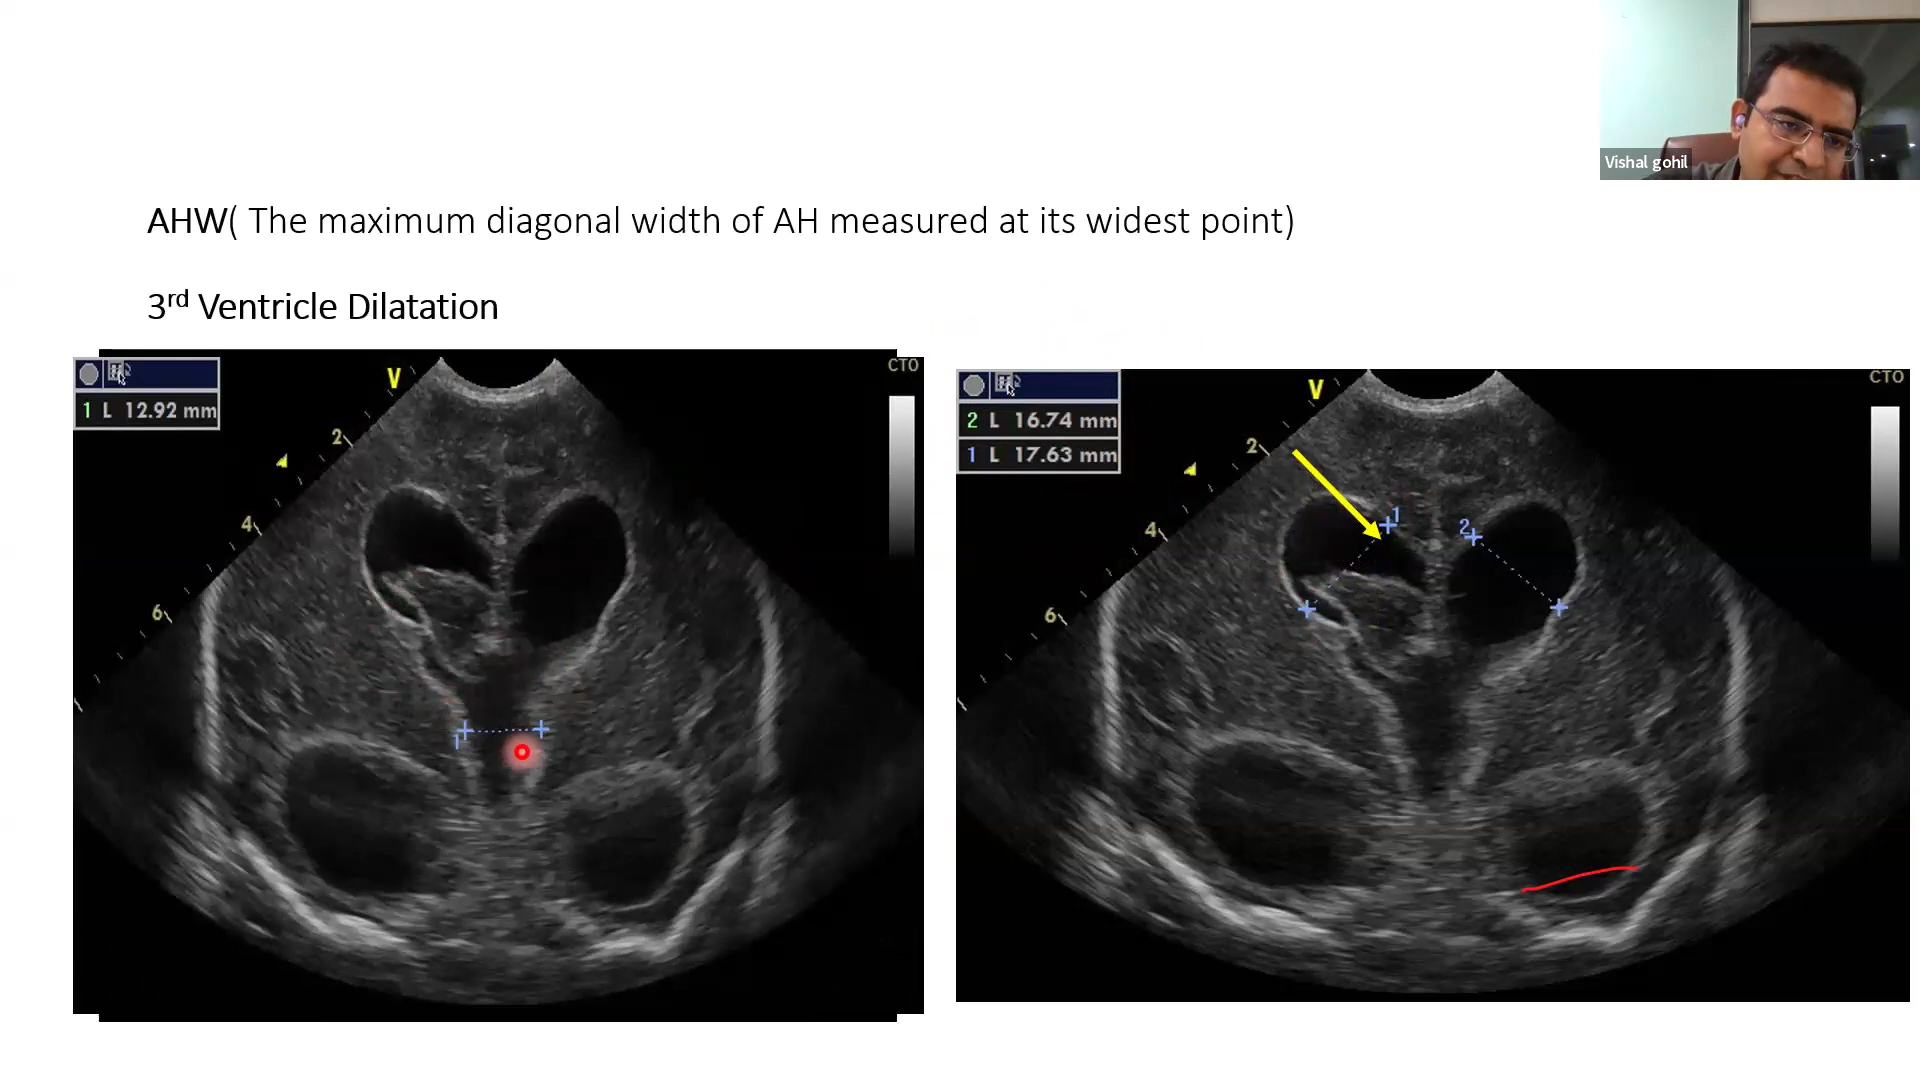 Vishal gohil
AHW( The maximum diagonal width of AH measured at its widest point)
3rd Ventricle Dilatation
1 L 12.92 mm
V
CTO
2
4
6
1
2 L 16.74 mm
1 L 17.63 mm
V
CTO
2
4
6
1
2